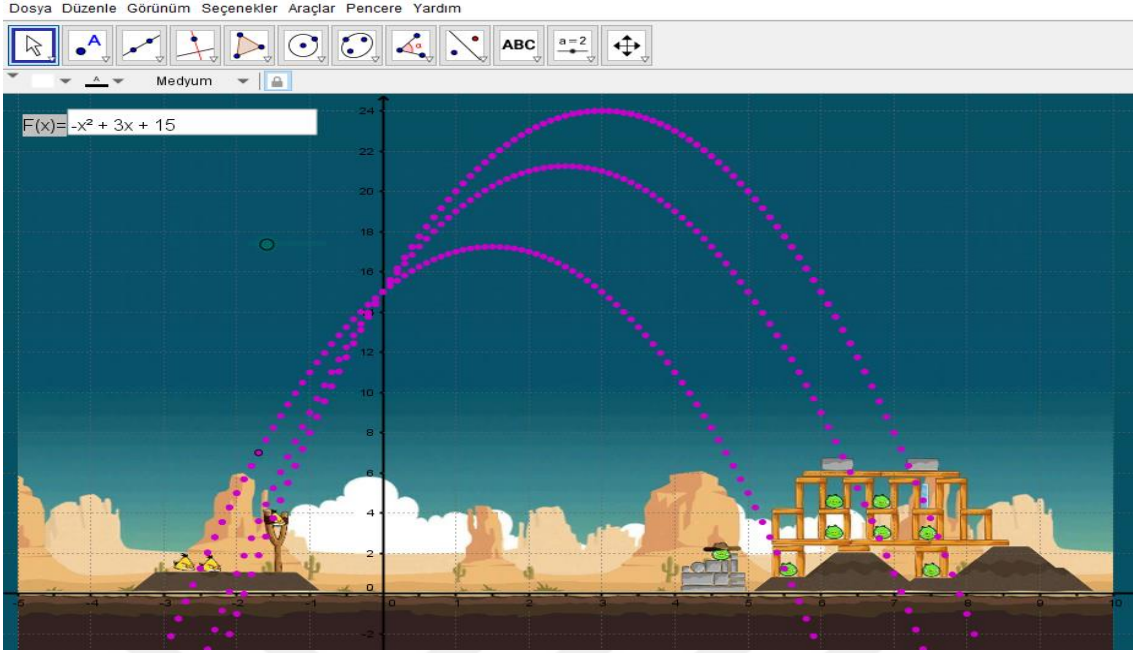 Dosya Düzenle Görünüm Seçenekler Araçlar Pencere Yardım
A
α
ABC
a=2
A
Medyum
F(x)= -x² + 3x + 15
24
22
20
18
16
14
12
10
8
6
4
2
0
-2
-5 -4 -3 -2 -1 0 1 2 3 4 5 6 7 8 9 10